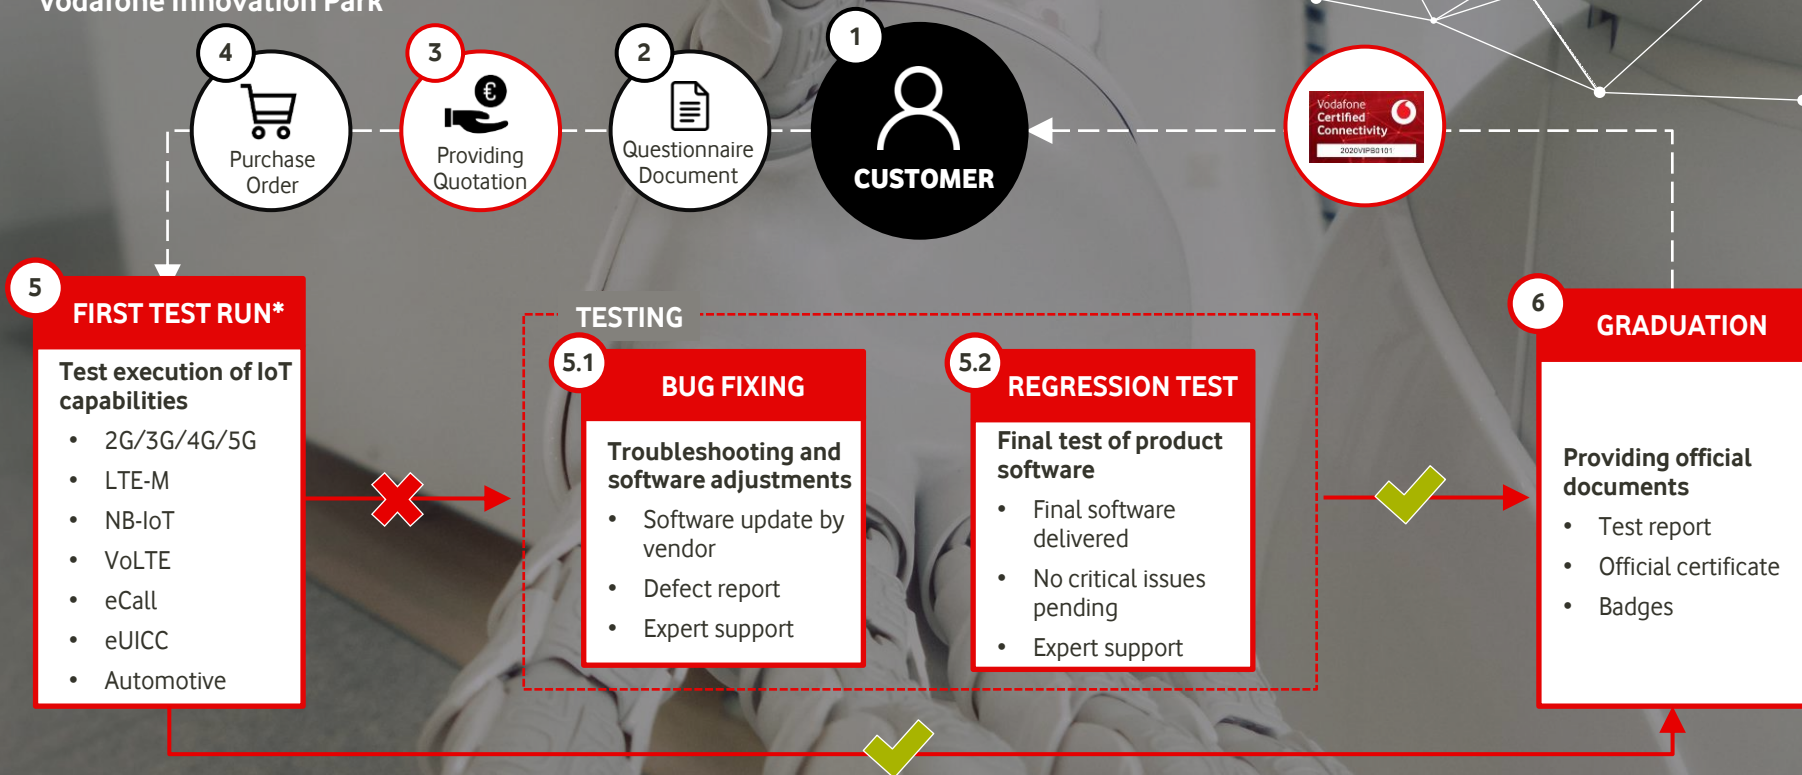 Vodafone Innovation Park
4
3
2
1
Purchase
Order
€
Providing
Quotation
Questionnaire
Document
CUSTOMER
Vodafone
Certified
Connectivity
2020VIPB0101
5
FIRST TEST RUN*
Test execution of IoT
capabilities
• 2G/3G/4G/5G
• LTE-M
• NB-IoT
• VoLTE
• eCall
• eUICC
• Automotive
TESTING
5.1
BUG FIXING
Troubleshooting and
software adjustments
• Software update by
vendor
• Defect report
• Expert support
5.2
REGRESSION TEST
Final test of product
software
• Final software
delivered
• No critical issues
pending
• Expert support
6
GRADUATION
Providing official
documents
• Test report
• Official certificate
• Badges